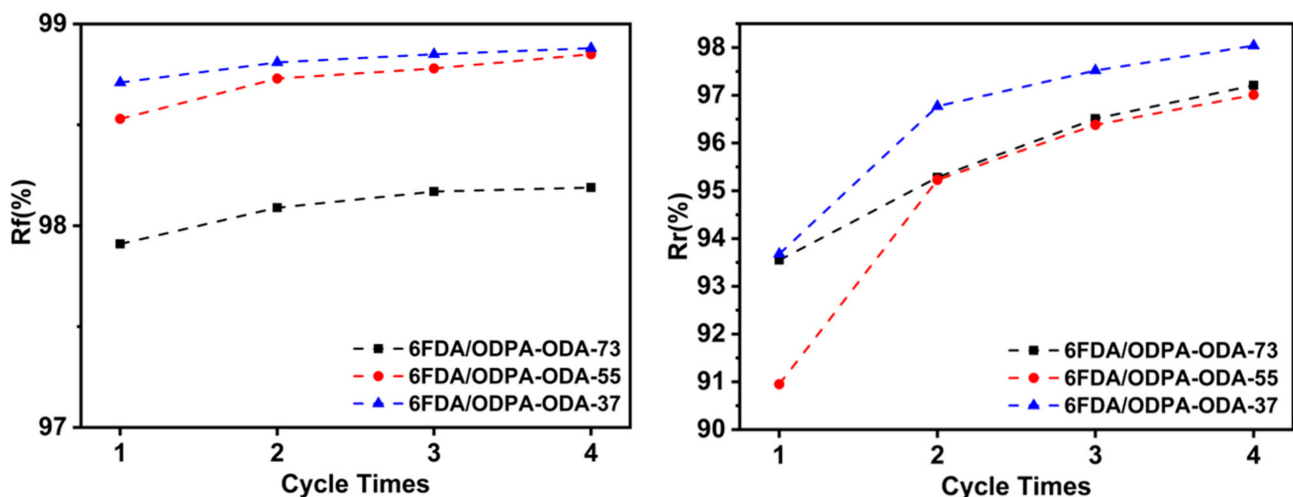 99
98
97
Rf(%)
1 2 3 4
Cycle Times
6FDA/ODPA-ODA-73
6FDA/ODPA-ODA-55
6FDA/ODPA-ODA-37
98
97
96
95
94
93
92
91
90
Rr(%)
1 2 3 4
Cycle Times
6FDA/ODPA-ODA-73
6FDA/ODPA-ODA-55
6FDA/ODPA-ODA-37